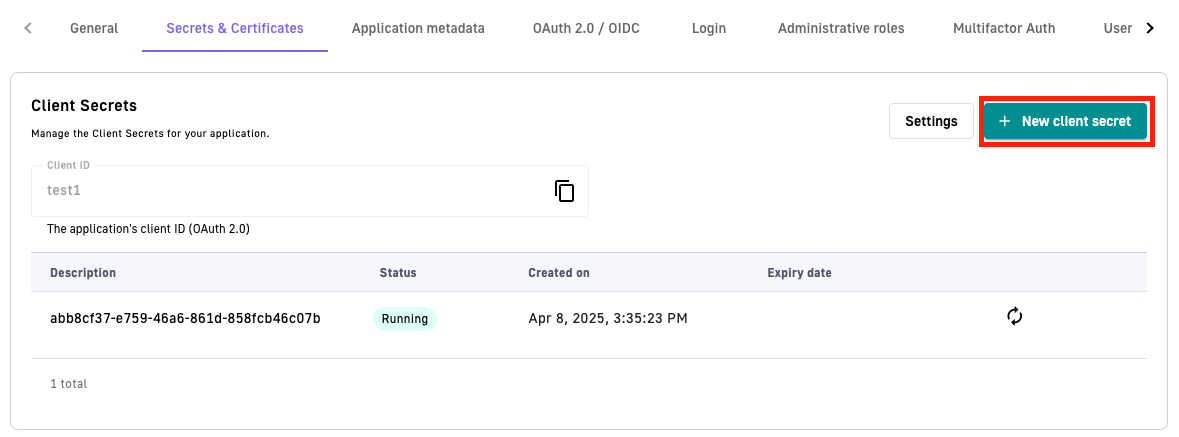 General Secrets & Certificates Application metadata OAuth 2.0 / OIDC Login Administrative roles Multifactor Auth User
Client Secrets
Manage the Client Secrets for your application.
Settings + New client secret
Client ID
test1
The application's client ID (OAuth 2.0)
Description Status Created on Expiry date
abb8cf37-e759-46a6-861d-858fcb46c07b Running Apr 8, 2025, 3:35:23 PM
1 total